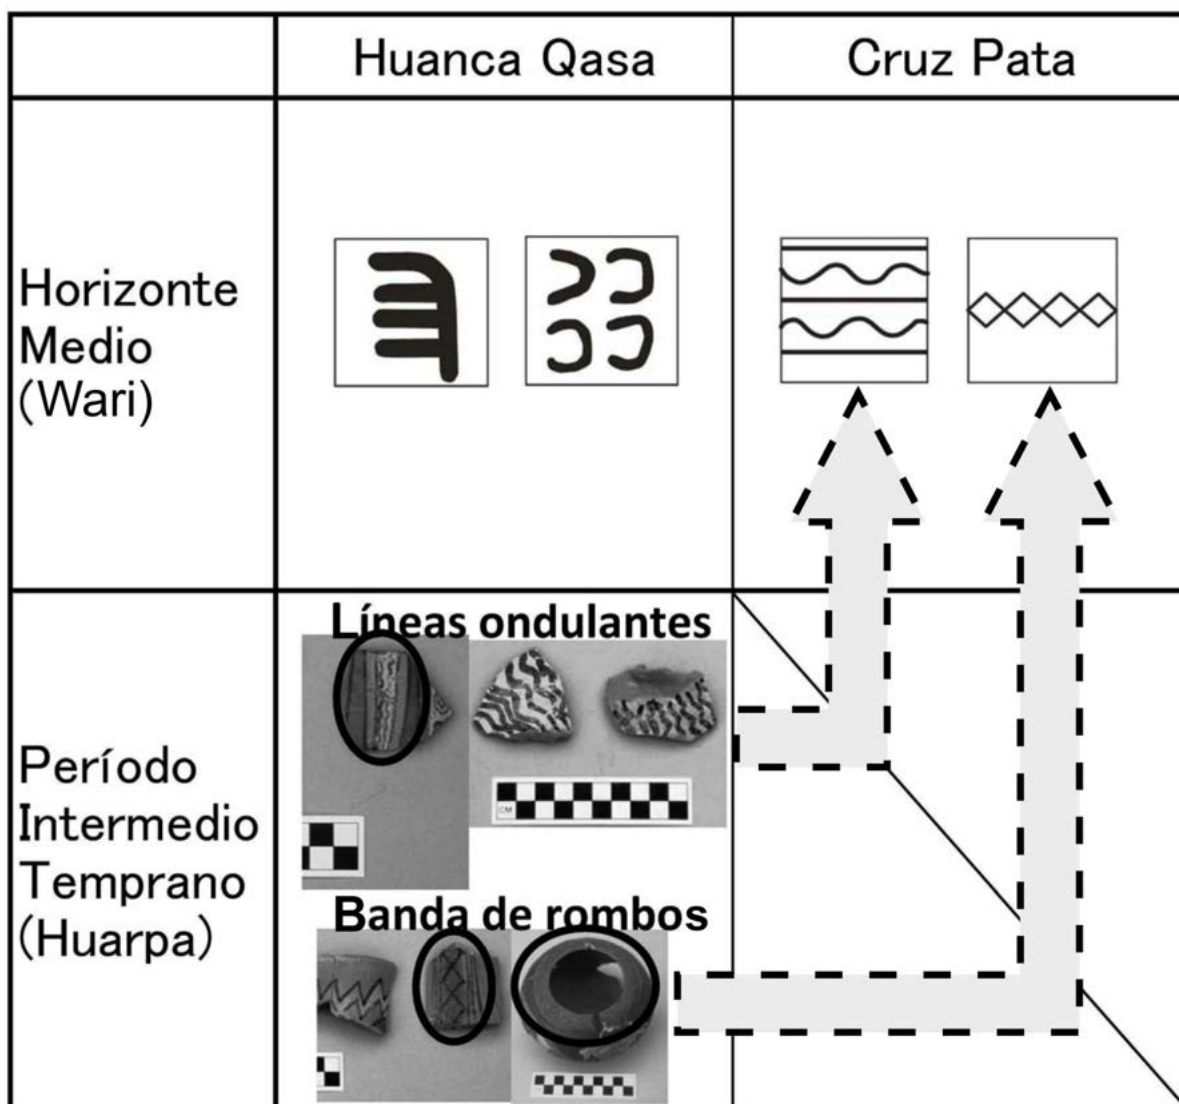 Huanca Qasa
Cruz Pata
Horizonte
Medio
(Wari)
Período
Intermedio
Temprano
(Huarpa)
Líneas ondulantes
CM
Banda de rombos